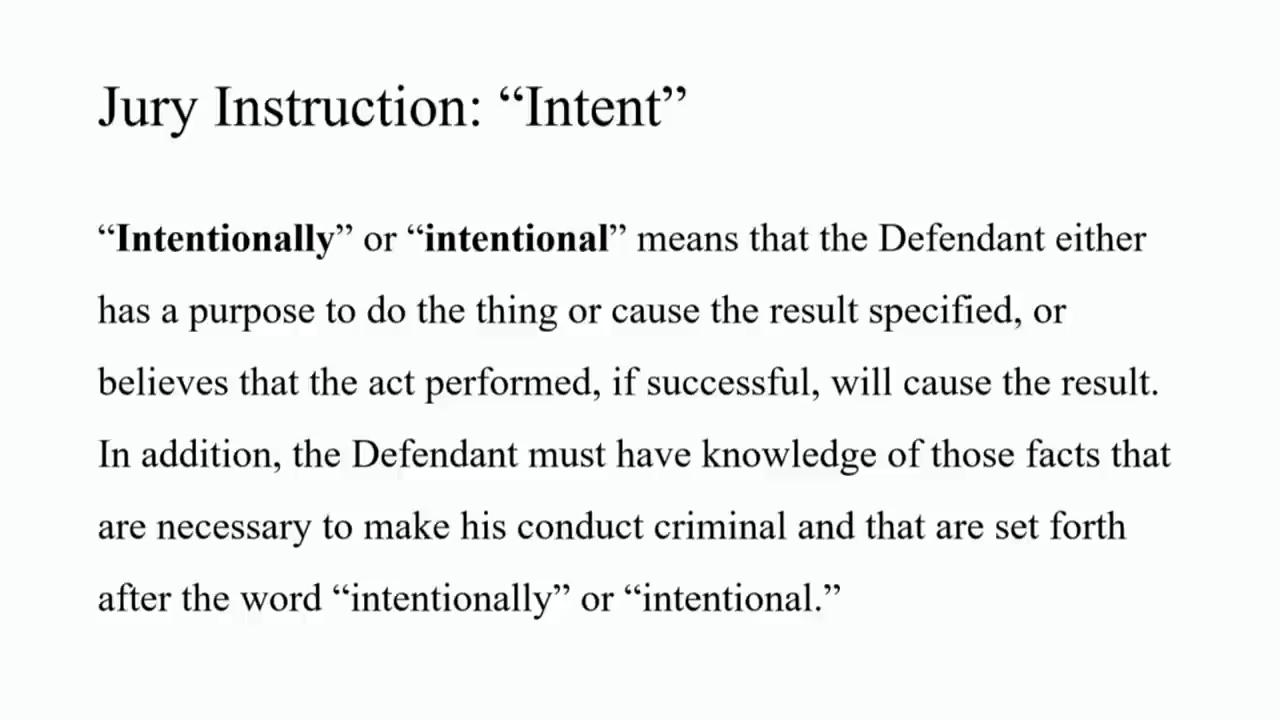 Jury Instruction: “Intent”
“Intentionally” or “intentional” means that the Defendant either
has a purpose to do the thing or cause the result specified, or
believes that the act performed, if successful, will cause the result.
In addition, the Defendant must have knowledge of those facts that
are necessary to make his conduct criminal and that are set forth
after the word “intentionally” or “intentional.”